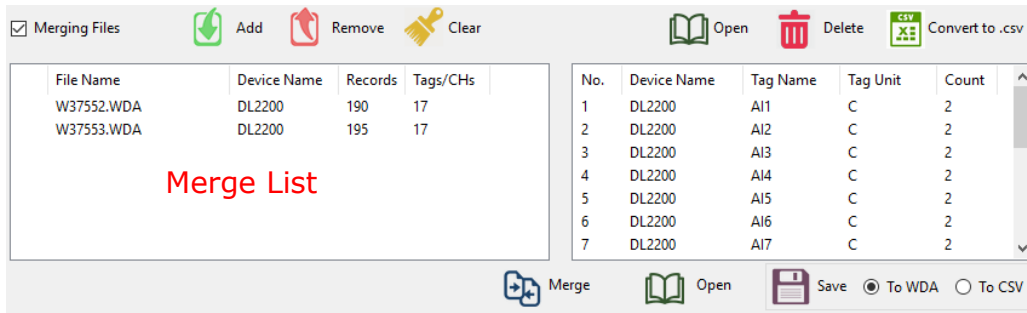 Merging Files Add Remove Clear Open Delete CSV Convert to .csv
File Name Device Name Records Tags/CHs
W37552.WDA DL2200 190 17
W37553.WDA DL2200 195 17
Merge List
No. Device Name Tag Name Tag Unit Count
1 DL2200 AI1 C 2
2 DL2200 AI2 C 2
3 DL2200 AI3 C 2
4 DL2200 AI4 C 2
5 DL2200 AI5 C 2
6 DL2200 AI6 C 2
7 DL2200 AI7 C 2
Merge Open Save To WDA To CSV